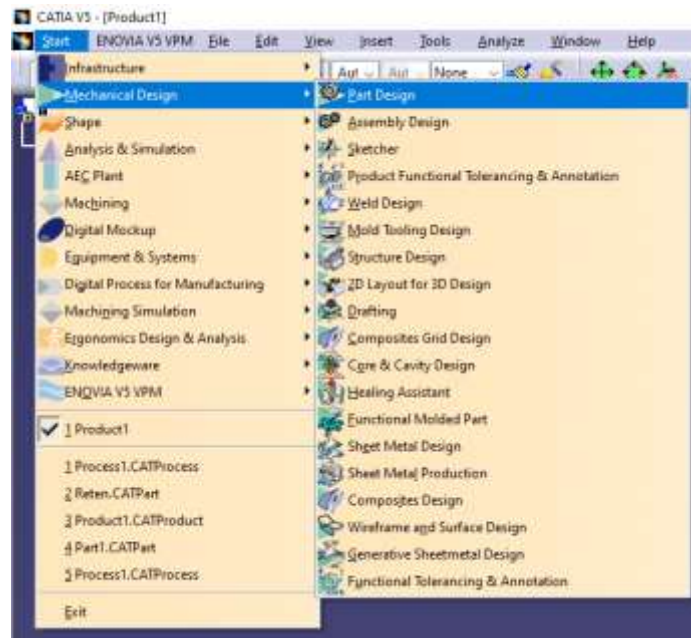 CATIA V5 - [Product1]
Start ENOVIA V5 VPM File Edit View Insert Tools Analyze Window Help
Infrastructure
Aut Aut None
Mechanical Design
Shape
Analysis & Simulation
AEC Plant
Machining
Digital Mockup
Equipment & Systems
Digital Process for Manufacturing
Machining Simulation
Ergonomics Design & Analysis
Knowledgeware
ENOVIA V5 VPM
1 Product1
1 Process1.CATProcess
2 Reten.CATPart
3 Product1.CATProduct
4 Part1.CATPart
5 Process1.CATProcess
Exit
Part Design
Assembly Design
Sketcher
Product Functional Tolerancing & Annotation
Weld Design
Mold Tooling Design
Structure Design
2D Layout for 3D Design
Drafting
Composites Grid Design
Core & Cavity Design
Healing Assistant
Functional Molded Part
Sheet Metal Design
Sheet Metal Production
Composites Design
Wireframe and Surface Design
Generative Sheetmetal Design
Functional Tolerancing & Annotation